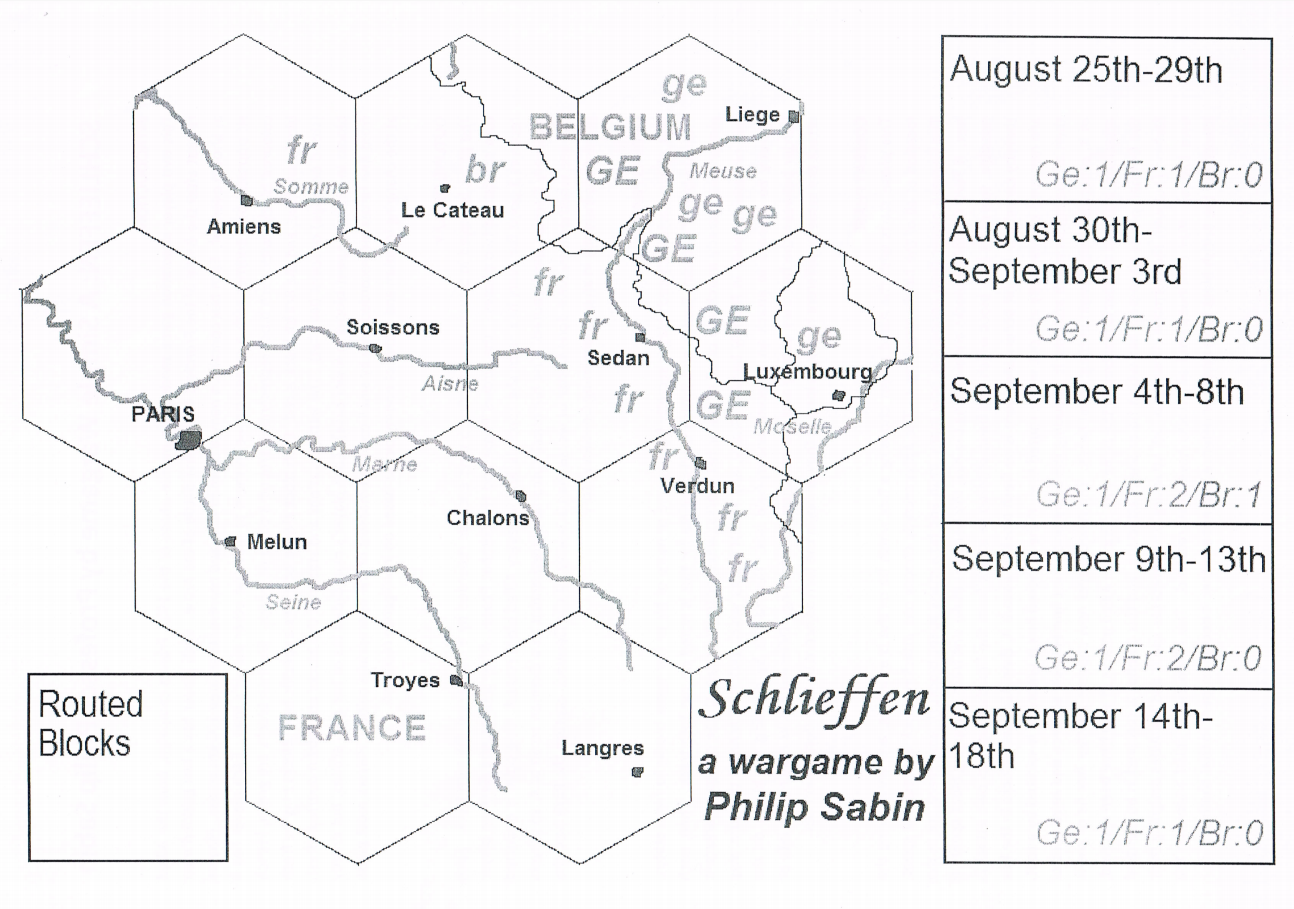 ge
Liege
BELGIUM
fr
br
GE
Meuse
Somme
ge
ge
Amiens
Le Cateau
GE
fr
fr
Soissons
Sedan
Aisne
fr
GE
ge
Luxembourg
GE
Moselle
PARIS
Marne
fr
Verdun
Chalons
fr
Melun
fr
Seine
Troyes
FRANCE
Langres
Routed
Blocks
Schlieffen
a wargame by
Philip Sabin
August 25th-29th
Ge:1/Fr:1/Br:0
August 30th-
September 3rd
Ge:1/Fr:1/Br:0
September 4th-8th
Ge:1/Fr:2/Br:1
September 9th-13th
Ge:1/Fr:2/Br:0
September 14th-
18th
Ge:1/Fr:1/Br:0